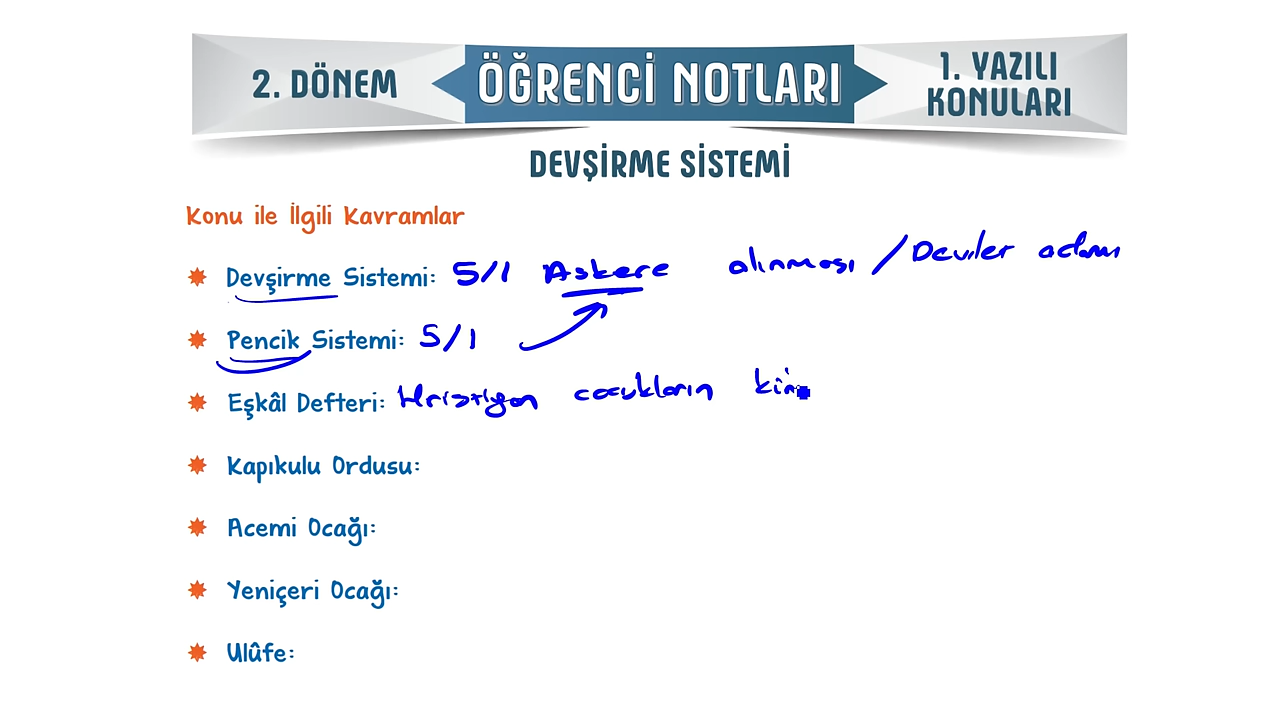 2. DÖNEM
ÖĞRENCİ NOTLARI
1. YAZILI
KONULARI
DEVŞİRME SİSTEMİ
Konu ile İlgili Kavramlar
Devşirme Sistemi: 5/1 Askere alınması / Devler adamı
Pencik Sistemi: 5/1
Eşkâl Defteri: Hristiyan çocukların
Kapıkulu Ordusu:
Acemi Ocağı:
Yeniçeri Ocağı:
Ulûfe: